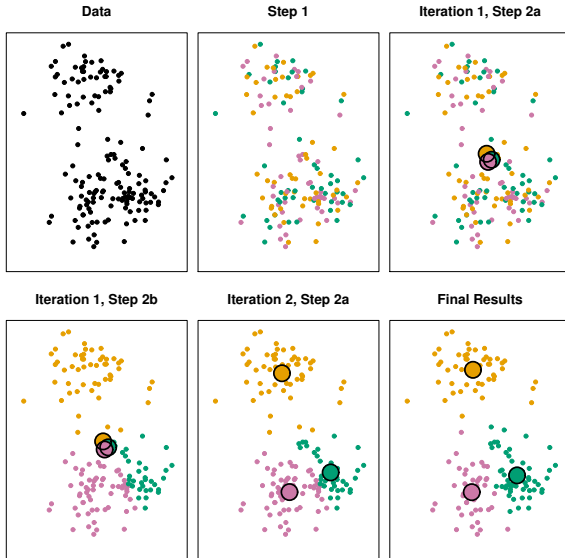 Data
Step 1
Iteration 1, Step 2a
Iteration 1, Step 2b
Iteration 2, Step 2a
Final Results